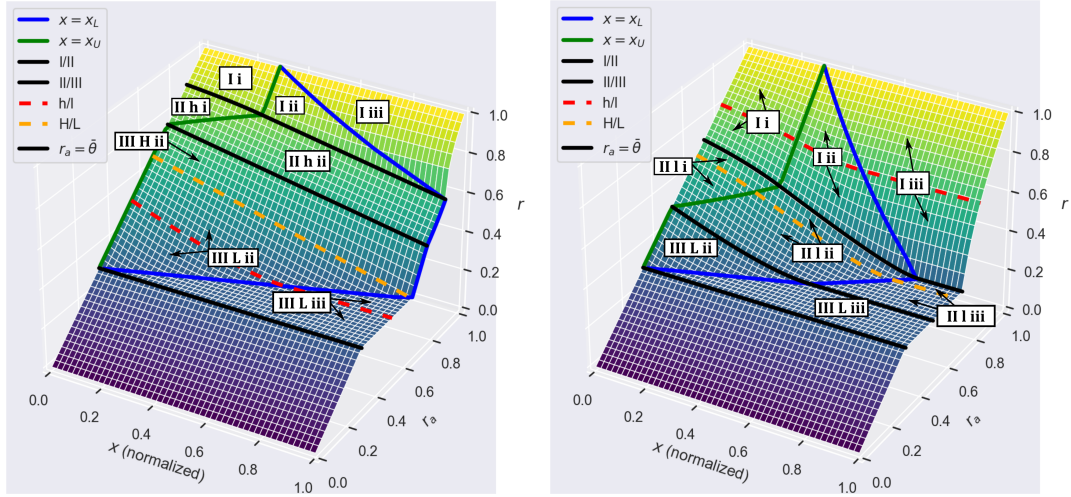 x = x_L
x = x_U
I/II
II/III
h/l
H/L
r_a = θ̄
I i
II h i
I ii
I iii
III H ii
II h ii
III L ii
III L iii
1.0
0.8
0.6
0.4
0.2
0.0
r
0.0
0.2
0.4
0.6
0.8
1.0
x (normalized)
0.0
0.2
0.4
0.6
0.8
1.0
r_a
x = x_L
x = x_U
I/II
II/III
h/l
H/L
r_a = θ̄
I i
I ii
II l i
I iii
III L ii
II l ii
III L iii
II l iii
1.0
0.8
0.6
0.4
0.2
0.0
r
0.0
0.2
0.4
0.6
0.8
1.0
x (normalized)
0.0
0.2
0.4
0.6
0.8
1.0
r_a